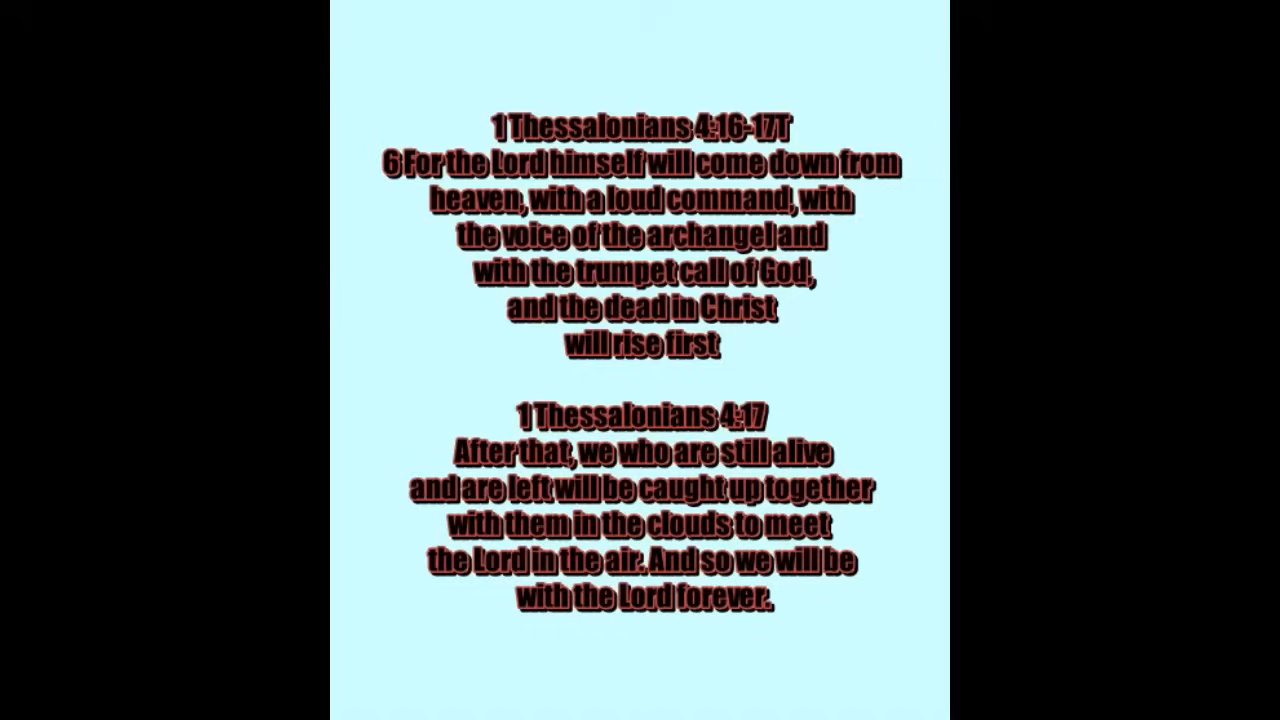 1 Thessalonians 4:16-17T
6 For the Lord himself will come down from
heaven, with a loud command, with
the voice of the archangel and
with the trumpet call of God,
and the dead in Christ
will rise first
1 Thessalonians 4:17
After that, we who are still alive
and are left will be caught up together
with them in the clouds to meet
the Lord in the air. And so we will be
with the Lord forever.